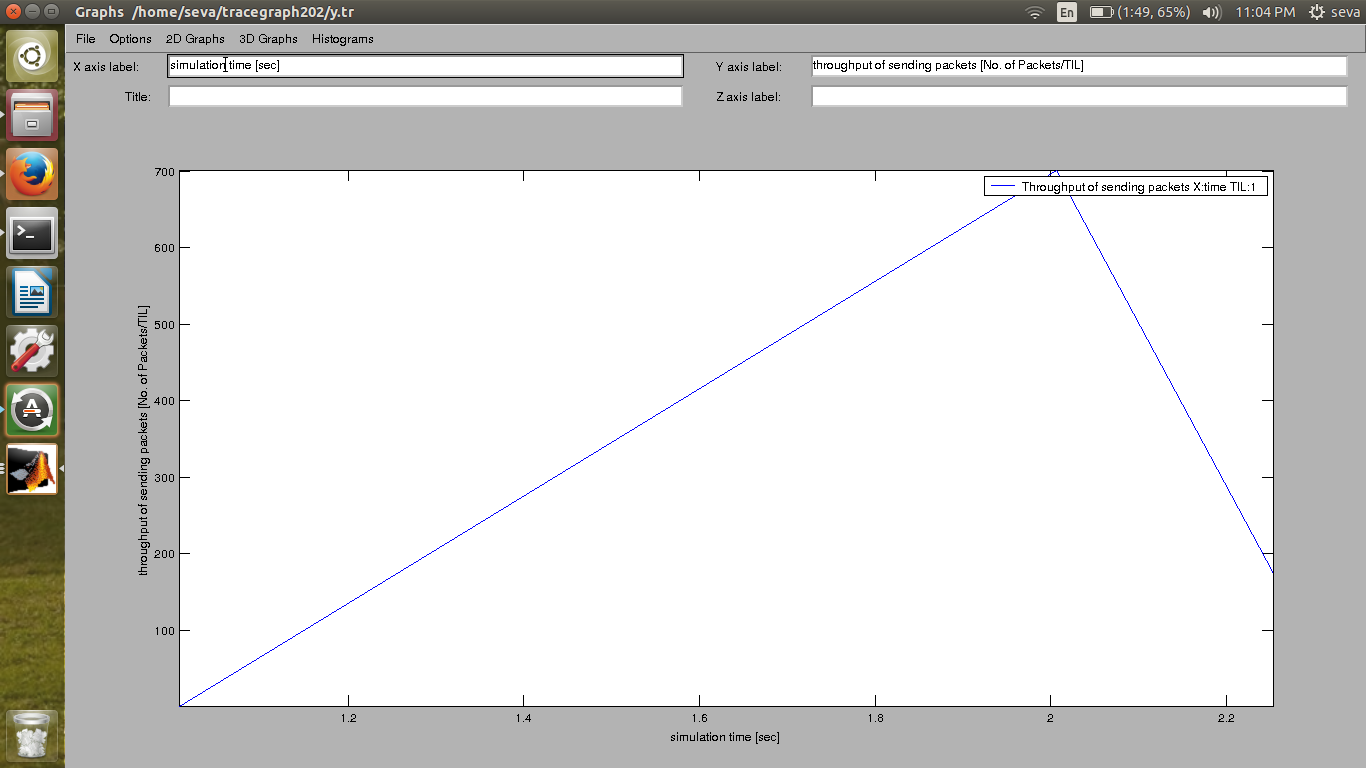 Graphs /home/seva/tracegraph202/y.tr
En (1:49, 65%) 11:04 PM seva
File Options 2D Graphs 3D Graphs Histograms
X axis label: simulation time [sec] Y axis label: throughput of sending packets [No. of Packets/TIL]
Title: Z axis label:
Throughput of sending packets X:time TIL:1
throughput of sending packets [No. of Packets/TIL]
700
600
500
400
300
200
100
1.2 1.4 1.6 1.8 2 2.2
simulation time [sec]